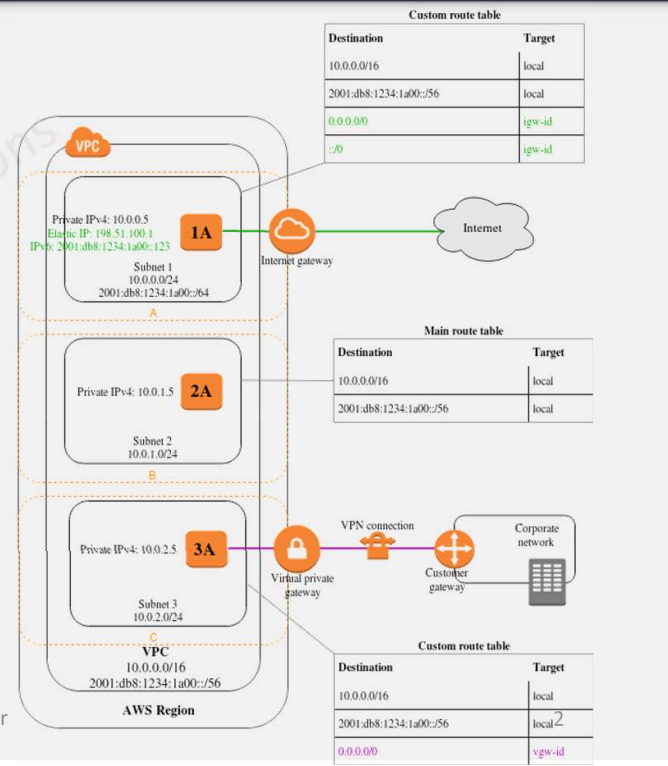 Custom route table
Destination Target
10.0.0.0/16 local
2001:db8:1234:1a00::/56 local
0.0.0.0/0 igw-id
::/0 igw-id
ons
VPC
Private IPv4: 10.0.0.5
Elastic IP: 198.51.100.1
IPv6: 2001:db8:1234:1a00::123
1A
Subnet 1
10.0.0.0/24
2001:db8:1234:1a00::/64
A
Internet gateway
Internet
Main route table
Destination Target
10.0.0.0/16 local
2001:db8:1234:1a00::/56 local
Private IPv4: 10.0.1.5
2A
Subnet 2
10.0.1.0/24
B
Private IPv4: 10.0.2.5
3A
Subnet 3
10.0.2.0/24
C
Virtual private
gateway
VPN connection
Customer
gateway
Corporate
network
VPC
10.0.0.0/16
2001:db8:1234:1a00::/56
AWS Region
r
Custom route table
Destination Target
10.0.0.0/16 local
2001:db8:1234:1a00::/56 local
2
0.0.0.0/0 vgw-id